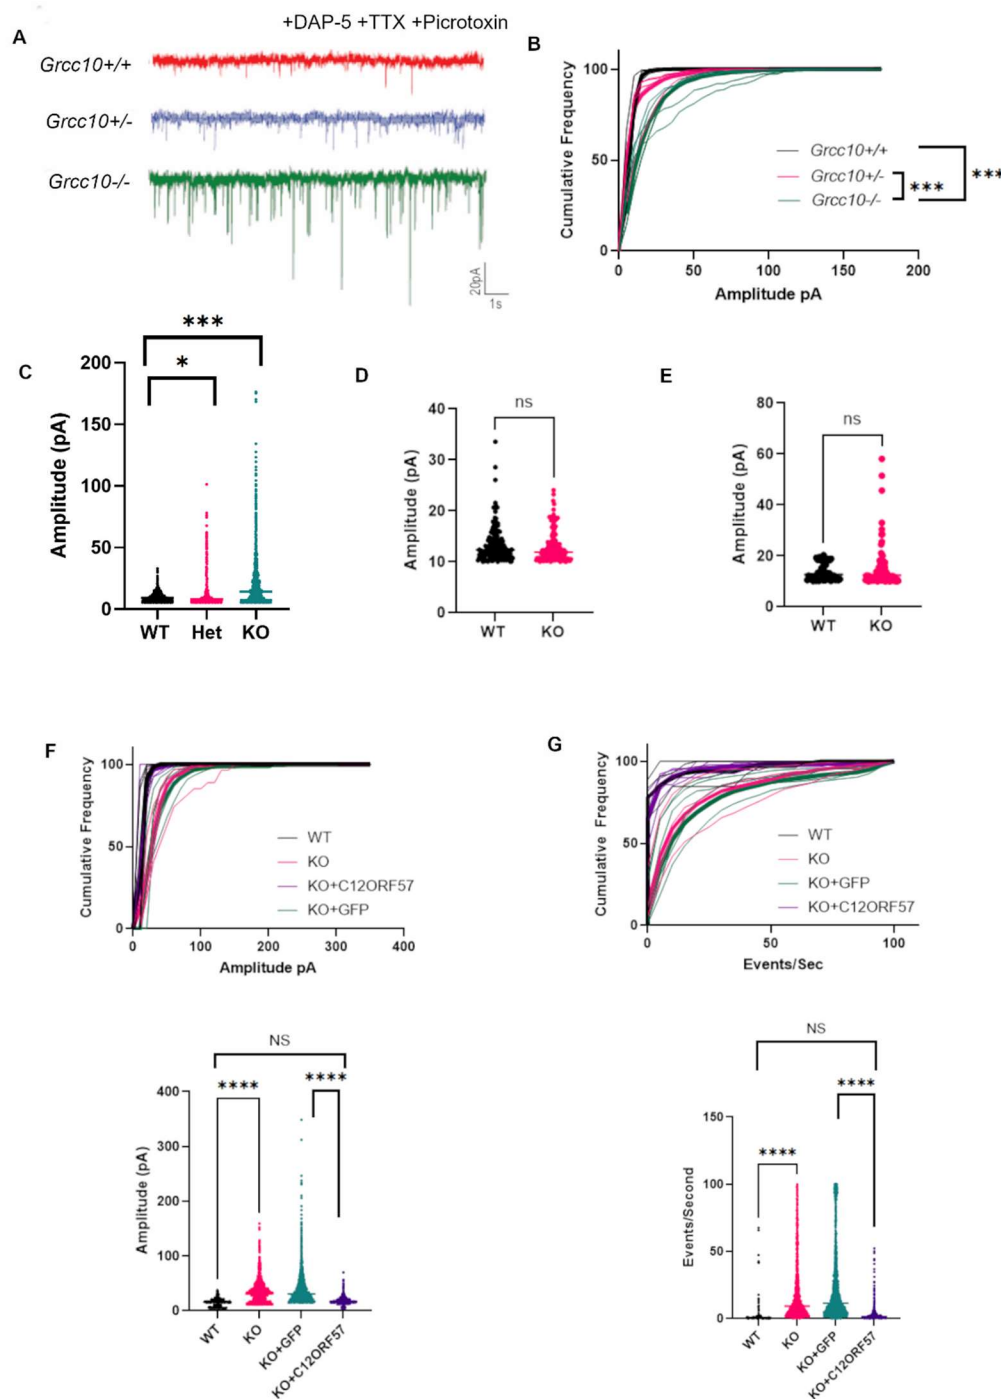 +DAP-5 +TTX +Picrotoxin
A
Grcc10+/+
Grcc10+/-
Grcc10-/-
20pA
1s
B
Cumulative Frequency
100
50
0
0 50 100 150 200
Amplitude pA
Grcc10+/+
Grcc10+/-
Grcc10-/-
***
***
C
***
*
Amplitude (pA)
200
150
100
50
0
WT Het KO
D
ns
Amplitude (pA)
40
30
20
10
0
WT KO
E
ns
Amplitude (pA)
80
60
40
20
0
WT KO
F
Cumulative Frequency
100
50
0
0 100 200 300 400
Amplitude pA
WT
KO
KO+C12ORF57
KO+GFP
G
Cumulative Frequency
100
50
0
0 50 100
Events/Sec
WT
KO
KO+GFP
KO+C12ORF57
NS
****
****
Amplitude (pA)
400
300
200
100
0
WT
KO
KO+GFP
KO+C12ORF57
NS
****
****
Events/Second
150
100
50
0
WT
KO
KO+GFP
KO+C12ORF57